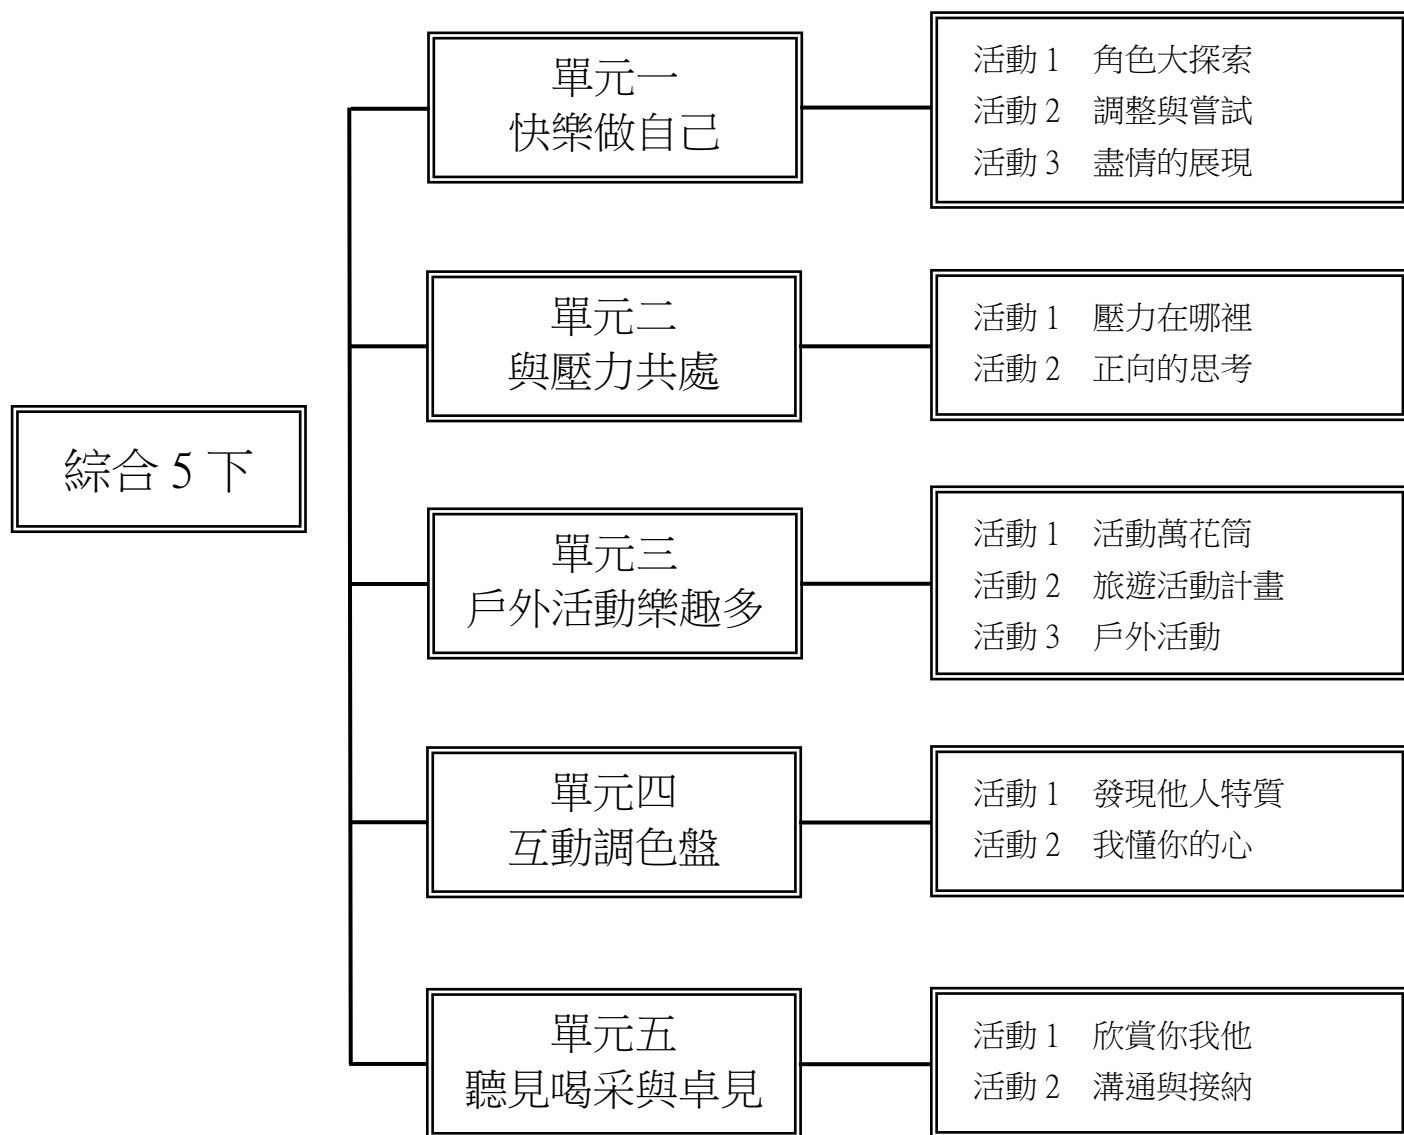 綜合 5 下
單元一
快樂做自己
活動 1 角色大探索
活動 2 調整與嘗試
活動 3 盡情的展現
單元二
與壓力共處
活動 1 壓力在哪裡
活動 2 正向的思考
單元三
戶外活動樂趣多
活動 1 活動萬花筒
活動 2 旅遊活動計畫
活動 3 戶外活動
單元四
互動調色盤
活動 1 發現他人特質
活動 2 我懂你的心
單元五
聽見喝采與卓見
活動 1 欣賞你我他
活動 2 溝通與接納